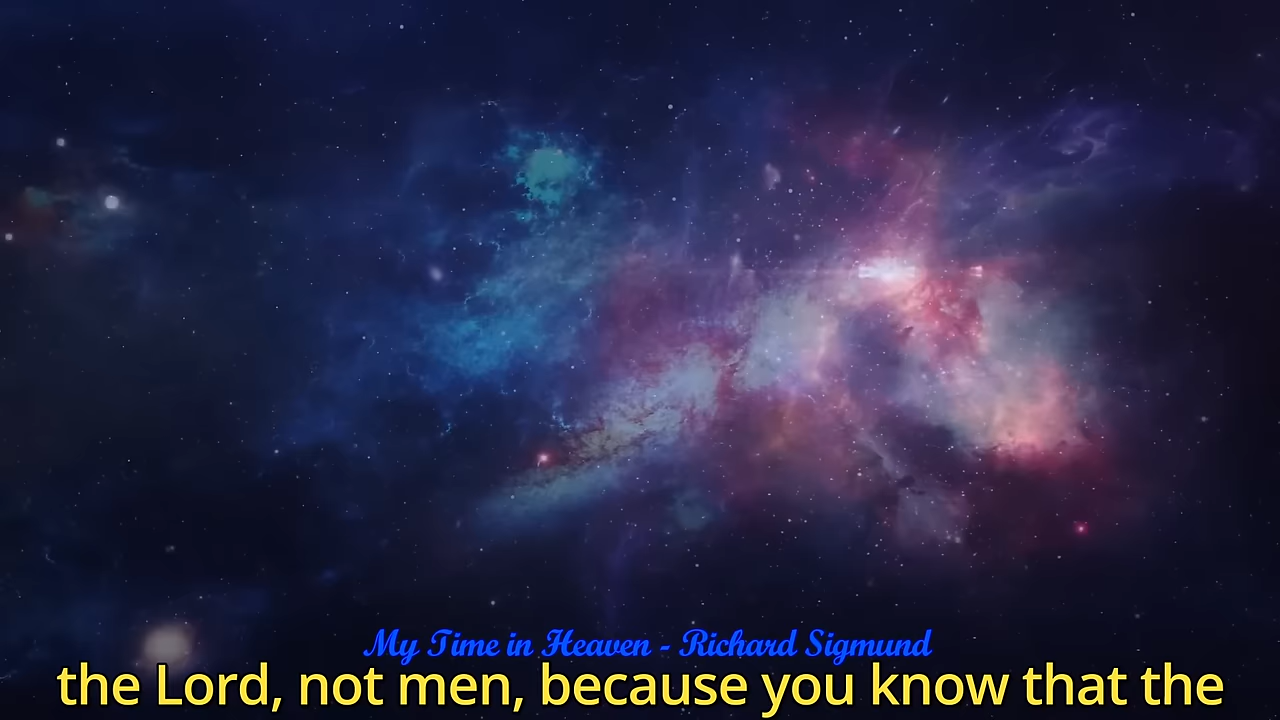 My Time in Heaven - Richard Sigmund
the Lord, not men, because you know that the